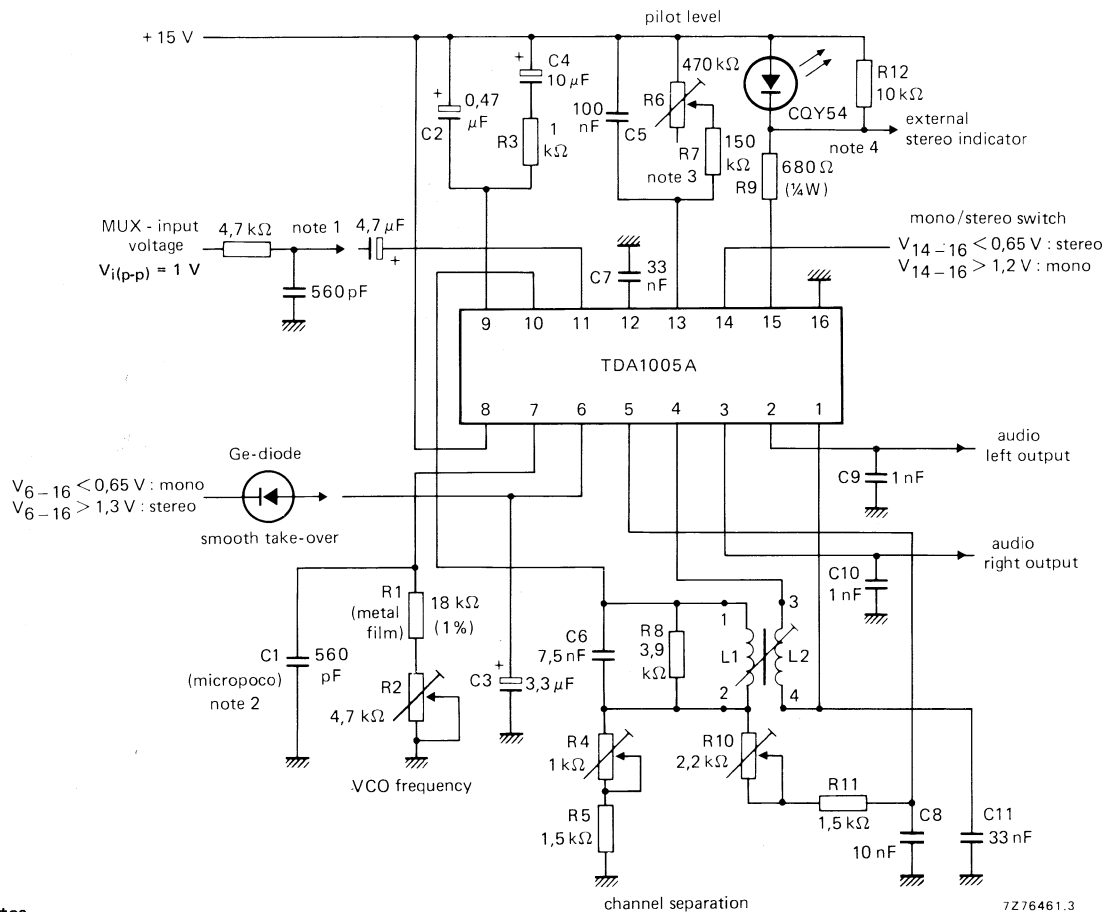 pilot level
+ 15 V
+
C4
10 μF
+
0,47
μF
C2
R3
1
kΩ
100
nF
C5
470 kΩ
R6
R7
150
kΩ
note 3
CQY54
R12
10 kΩ
external
stereo indicator
note 4
680 Ω
(¼W)
R9
MUX - input
voltage
Vi(p-p) = 1 V
4,7 kΩ
note 1
4,7 μF
+
560 pF
C7
33
nF
mono/stereo switch
V14–16 < 0,65 V : stereo
V14–16 > 1,2 V : mono
9
10
11
12
13
14
15
16
TDA1005A
8
7
6
5
4
3
2
1
audio
left output
C9
1 nF
Ge-diode
V6–16 < 0,65 V : mono
V6–16 > 1,3 V : stereo
smooth take-over
audio
right output
C10
1 nF
R1
(metal
film)
18 kΩ
(1%)
C1
560
pF
(micropoco)
note 2
R2
4,7 kΩ
VCO frequency
+
C3
3,3 μF
C6
7,5 nF
R8
3,9
kΩ
1
L1
2
3
L2
4
R4
1 kΩ
R5
1,5 kΩ
R10
2,2 kΩ
R11
1,5 kΩ
C8
10 nF
C11
33 nF
channel separation
7Z76461.3